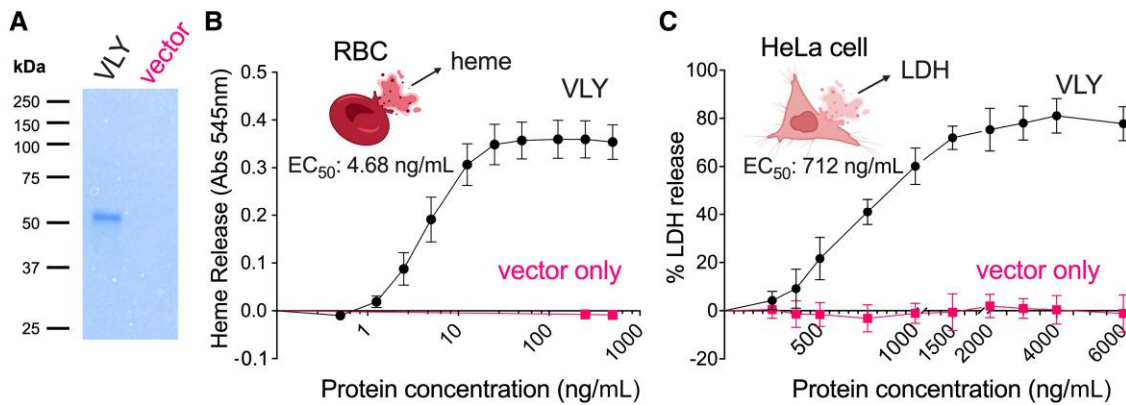 A
kDa
VLY
vector
250
150
100
75
50
37
25
B
RBC
heme
VLY
EC50: 4.68 ng/mL
vector only
Heme Release (Abs 545nm)
0.5
0.4
0.3
0.2
0.1
0.0
-0.1
1
10
100
1000
Protein concentration (ng/mL)
C
HeLa cell
LDH
VLY
EC50: 712 ng/mL
vector only
% LDH release
100
80
60
40
20
0
-20
500
1000
1500
2000
4000
6000
Protein concentration (ng/mL)